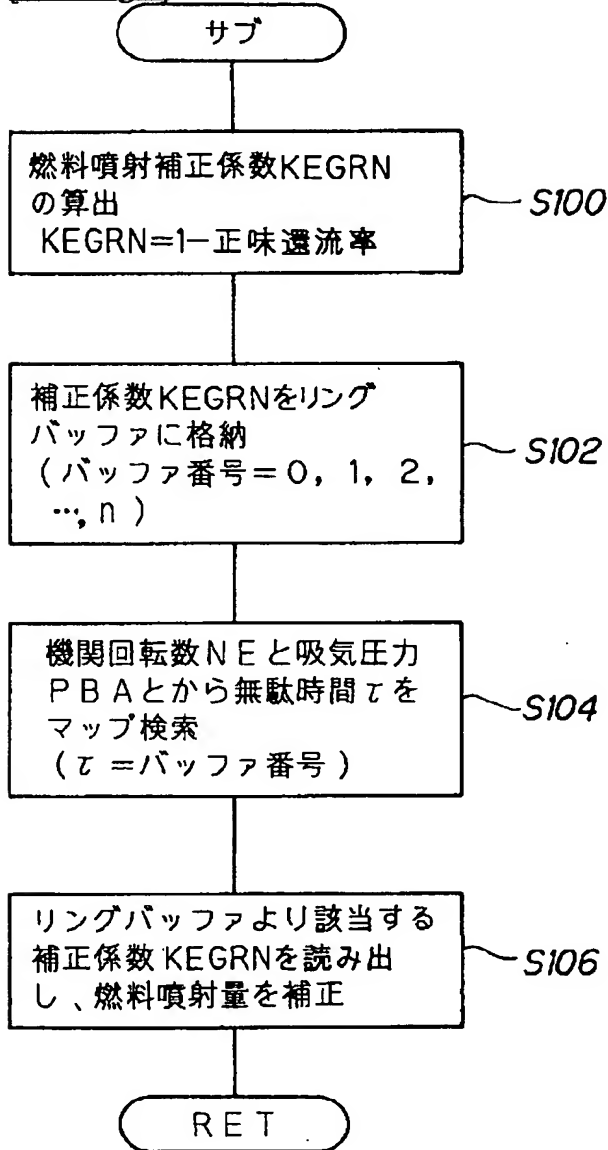 サブ
燃料噴射補正係数KEGRN
の算出
KEGRN=1-正味還流率
S100
補正係数KEGRNをリング
バッファに格納
(バッファ番号=0, 1, 2,
…, n )
S102
機関回転数NEと吸気圧力
PBAとから無駄時間τを
マップ検索
(τ=バッファ番号)
S104
リングバッファより該当する
補正係数KEGRNを読み出
し、燃料噴射量を補正
S106
RET